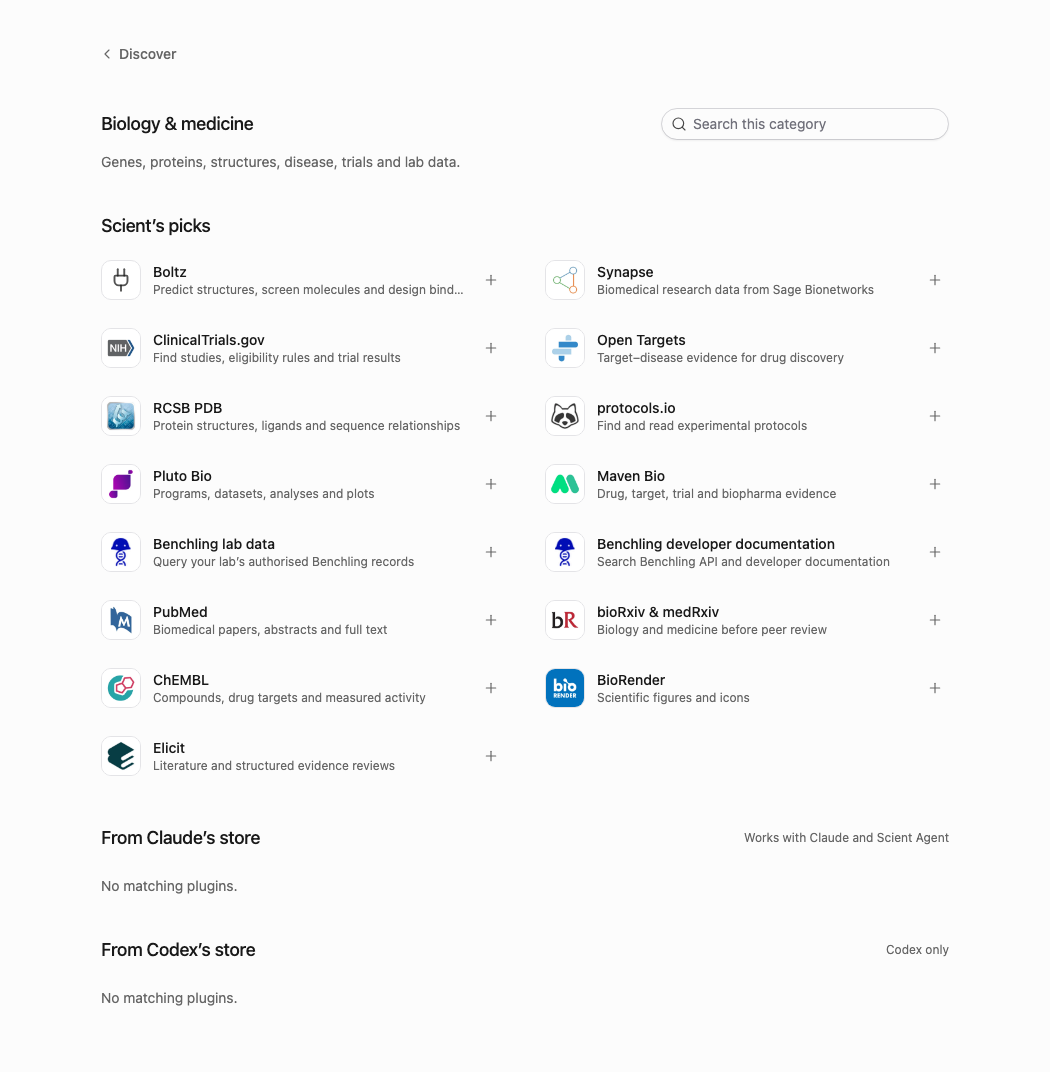 Discover
Biology & medicine
Search this category
Genes, proteins, structures, disease, trials and lab data.
Scient’s picks
Boltz
Predict structures, screen molecules and design bind…
Synapse
Biomedical research data from Sage Bionetworks
NIH
ClinicalTrials.gov
Find studies, eligibility rules and trial results
Open Targets
Target–disease evidence for drug discovery
RCSB PDB
Protein structures, ligands and sequence relationships
protocols.io
Find and read experimental protocols
Pluto Bio
Programs, datasets, analyses and plots
Maven Bio
Drug, target, trial and biopharma evidence
Benchling lab data
Query your lab’s authorised Benchling records
Benchling developer documentation
Search Benchling API and developer documentation
M
PubMed
Biomedical papers, abstracts and full text
bR
bioRxiv & medRxiv
Biology and medicine before peer review
ChEMBL
Compounds, drug targets and measured activity
bio
RENDER
BioRender
Scientific figures and icons
Elicit
Literature and structured evidence reviews
From Claude’s store
Works with Claude and Scient Agent
No matching plugins.
From Codex’s store
Codex only
No matching plugins.